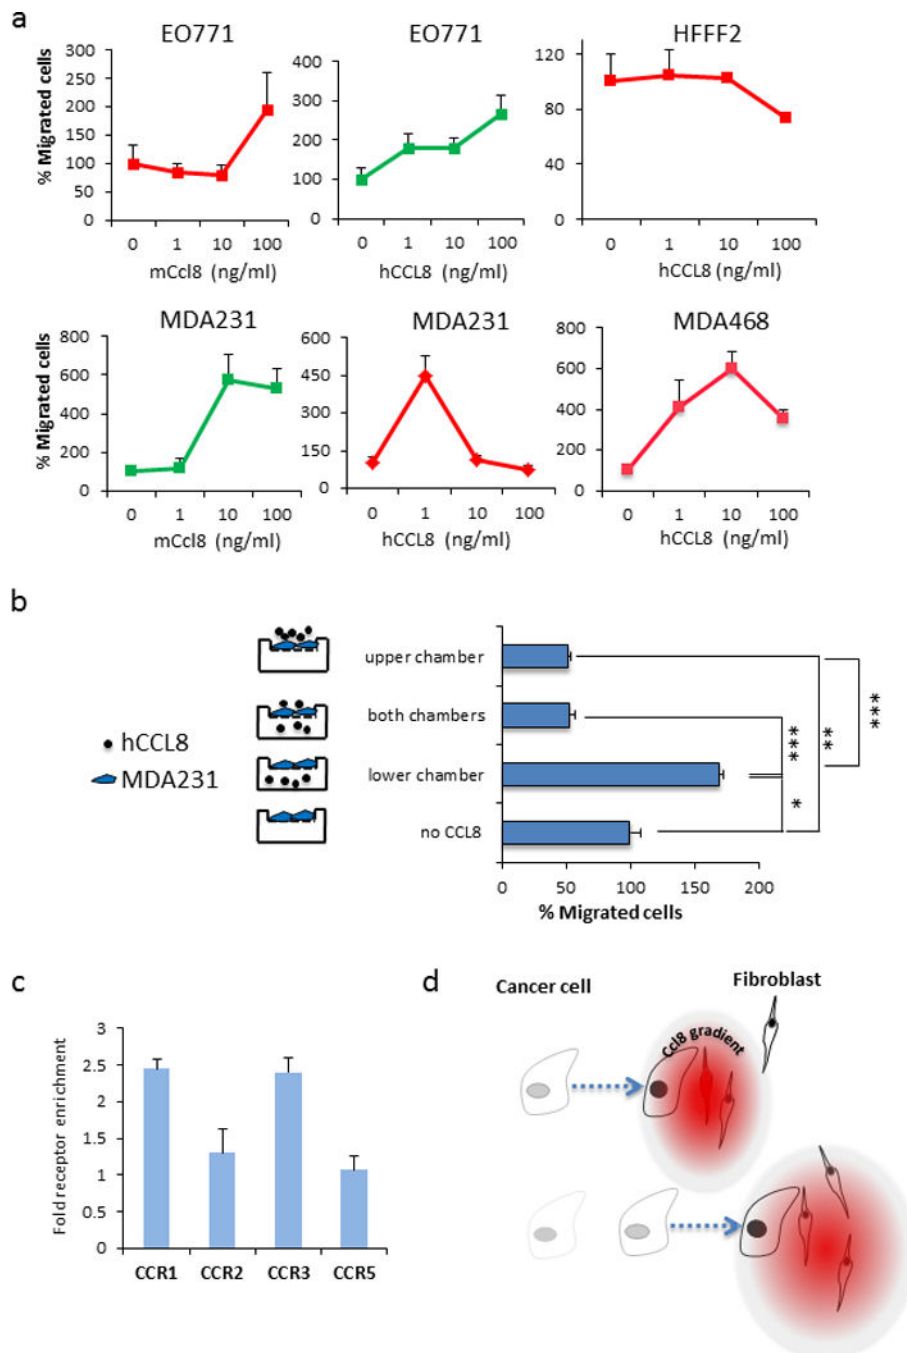 a
EO771
EO771
HFFF2
% Migrated cells
300
250
200
150
100
50
0
0 1 10 100
mCcl8 (ng/ml)
400
300
200
100
0
0 1 10 100
hCCL8 (ng/ml)
120
80
40
0
0 1 10 100
hCCL8 (ng/ml)
MDA231
MDA231
MDA468
% Migrated cells
800
600
400
200
0
0 1 10 100
mCcl8 (ng/ml)
600
450
300
150
0
0 1 10 100
hCCL8 (ng/ml)
800
600
400
200
0
0 1 10 100
hCCL8 (ng/ml)
b
hCCL8
MDA231
upper chamber
both chambers
lower chamber
no CCL8
0 50 100 150 200
% Migrated cells
***
*
**
****
c
Fold receptor enrichment
3
2.5
2
1.5
1
0.5
0
CCR1 CCR2 CCR3 CCR5
d
Cancer cell
Fibroblast
Ccl8 gradient